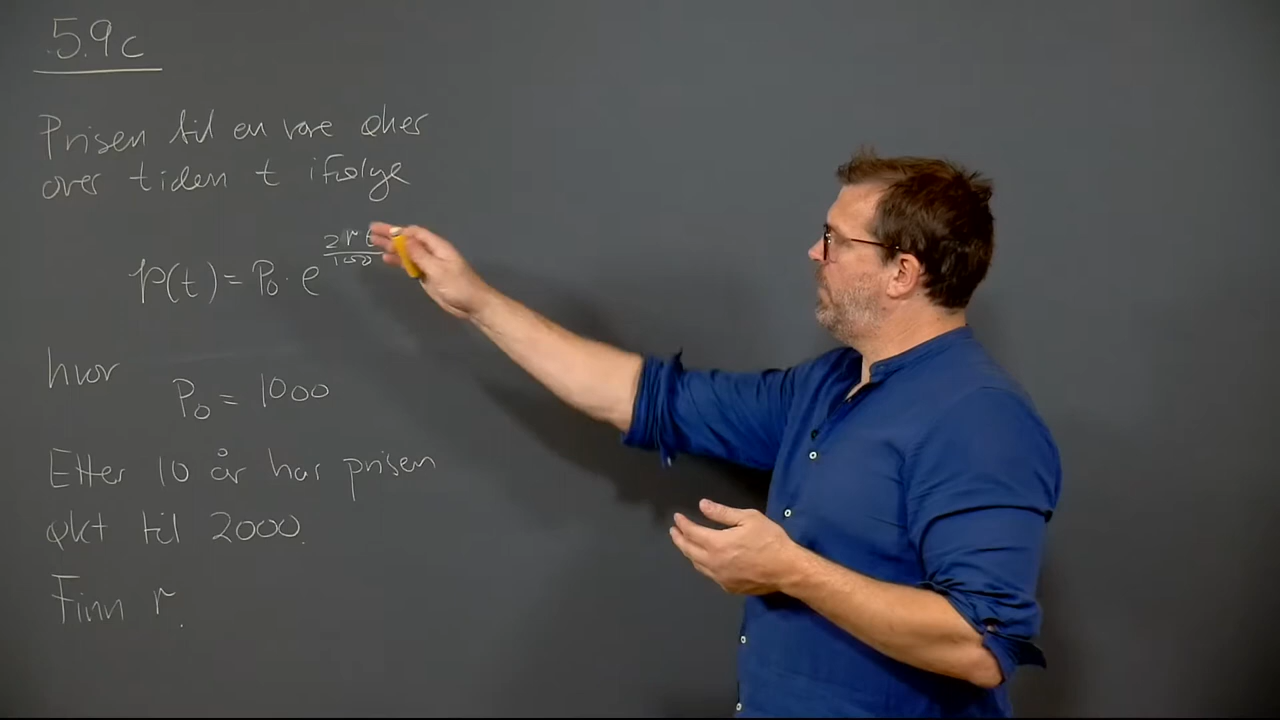 5.9c
Prisen til en vare øker
over tiden t ifølge
p(t) = P₀ · e^(2rt/100)
hvor P₀ = 1000
Etter 10 år har prisen
økt til 2000.
Finn r.